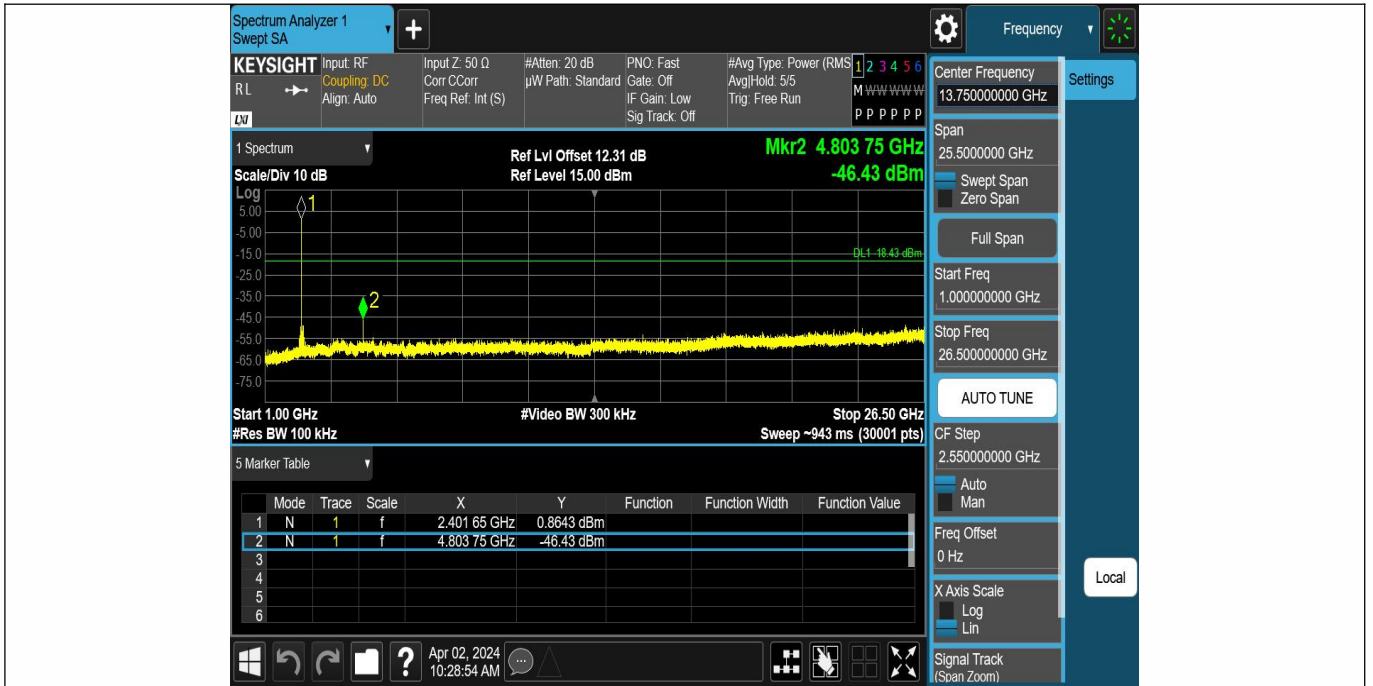 Spectrum Analyzer 1
Swept SA
+
Frequency
KEYSIGHT
RL
LXI
Input: RF
Coupling: DC
Align: Auto
Input Z: 50 Ω
Corr CCorr
Freq Ref: Int (S)
#Atten: 20 dB
µW Path: Standard
PNO: Fast
Gate: Off
IF Gain: Low
Sig Track: Off
#Avg Type: Power (RMS
Avg|Hold: 5/5
Trig: Free Run
1 2 3 4 5 6
M W W W W W
P P P P P P
1 Spectrum
Scale/Div 10 dB
Ref Lvl Offset 12.31 dB
Ref Level 15.00 dBm
Mkr2 4.803 75 GHz
-46.43 dBm
Log
5.00
-5.00
-15.0
-25.0
-35.0
-45.0
-55.0
-65.0
-75.0
1
2
DL1 -18.43 dBm
Start 1.00 GHz
#Res BW 100 kHz
#Video BW 300 kHz
Stop 26.50 GHz
Sweep ~943 ms (30001 pts)
5 Marker Table
Mode Trace Scale X Y Function Function Width Function Value
1 N 1 f 2.401 65 GHz 0.8643 dBm
2 N 1 f 4.803 75 GHz -46.43 dBm
3
4
5
6
Apr 02, 2024
10:28:54 AM
?
Center Frequency
13.750000000 GHz
Settings
Span
25.5000000 GHz
Swept Span
Zero Span
Full Span
Start Freq
1.000000000 GHz
Stop Freq
26.500000000 GHz
AUTO TUNE
CF Step
2.550000000 GHz
Auto
Man
Freq Offset
0 Hz
X Axis Scale
Log
Lin
Signal Track
(Span Zoom)
Local